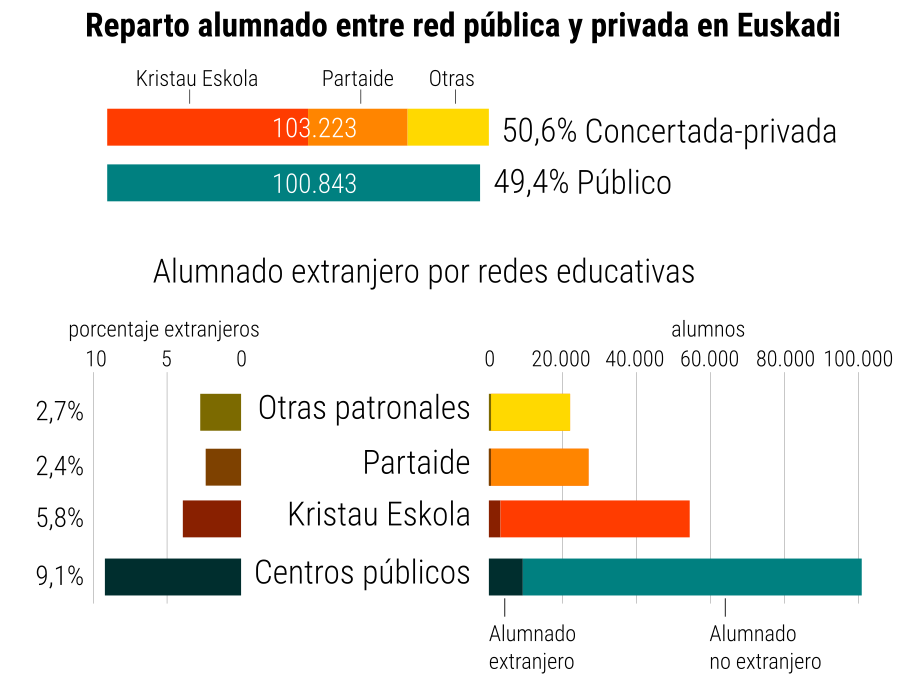 Reparto alumnado entre red pública y privada en Euskadi
Kristau Eskola Partaide Otras
103.223 50,6% Concertada-privada
100.843 49,4% Público
Alumnado extranjero por redes educativas
porcentaje extranjeros alumnos
10 5 0 0 20.000 40.000 60.000 80.000 100.000
2,7% Otras patronales
2,4% Partaide
5,8% Kristau Eskola
9,1% Centros públicos
Alumnado Alumnado
extranjero no extranjero